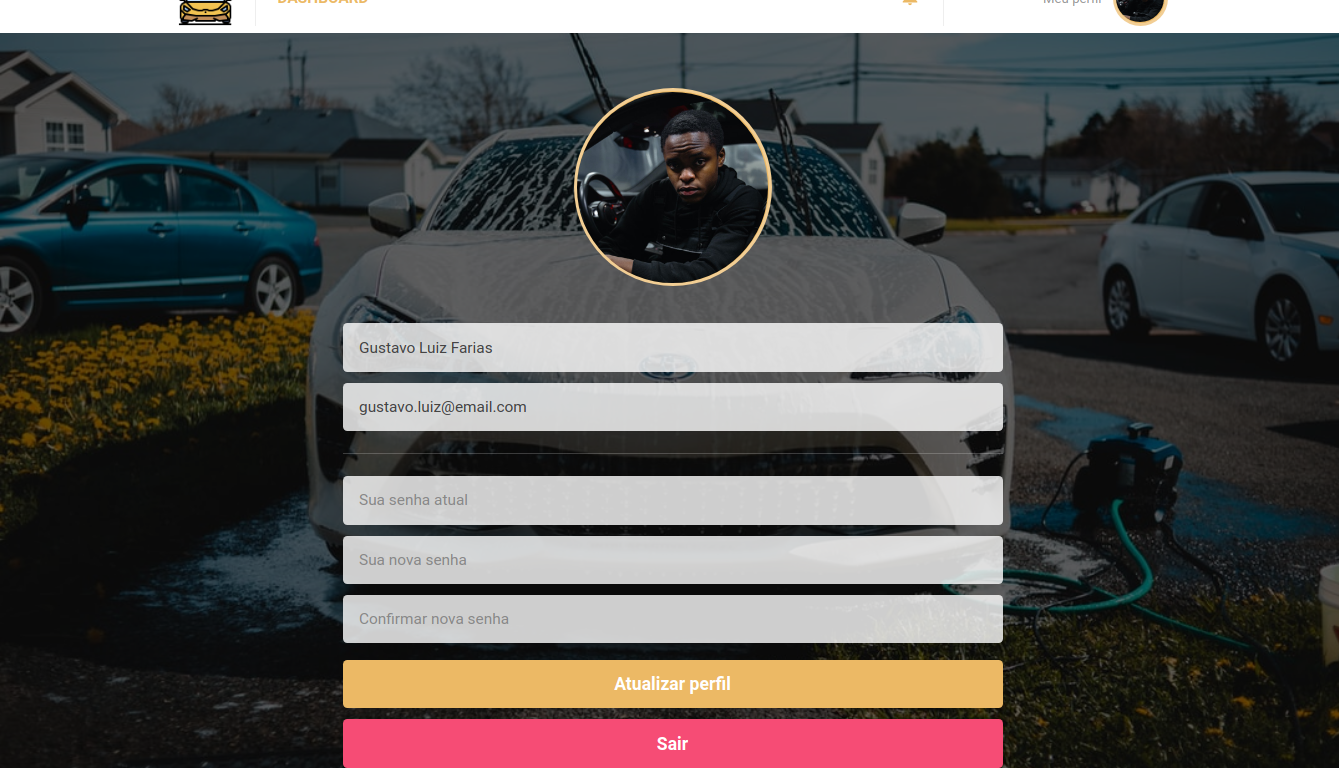 DASHBOARD
Meu perfil
Gustavo Luiz Farias
gustavo.luiz@email.com
Sua senha atual
Sua nova senha
Confirmar nova senha
Atualizar perfil
Sair